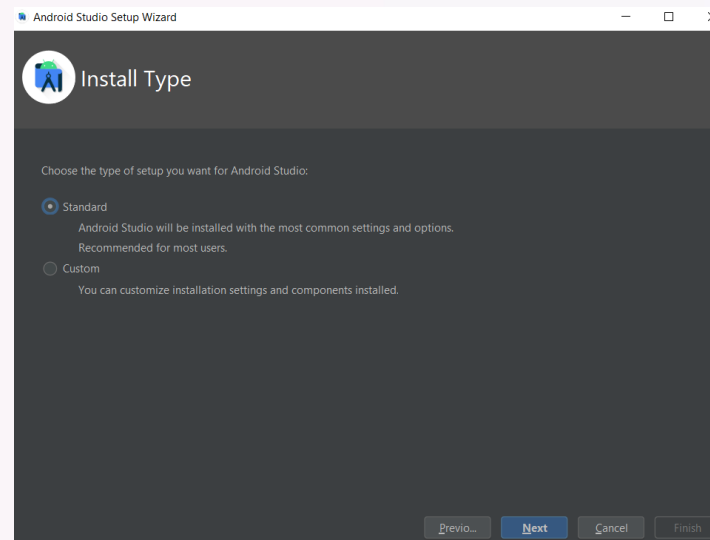 Android Studio Setup Wizard
Install Type
Choose the type of setup you want for Android Studio:
Standard
Android Studio will be installed with the most common settings and options.
Recommended for most users.
Custom
You can customize installation settings and components installed.
Previo... Next Cancel Finish